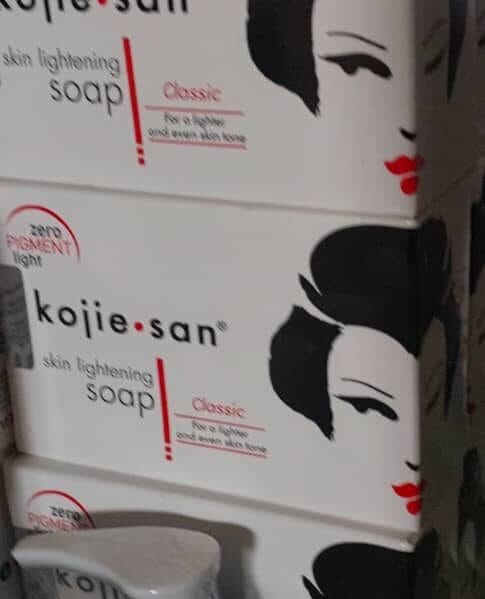 kojie•san
skin lightening
soap
Classic
For a lighter
and even skin tone
zero
PIGMENT
light
kojie•san®
skin lightening
soap
Classic
For a lighter
and even skin tone
zero
PIGMENT